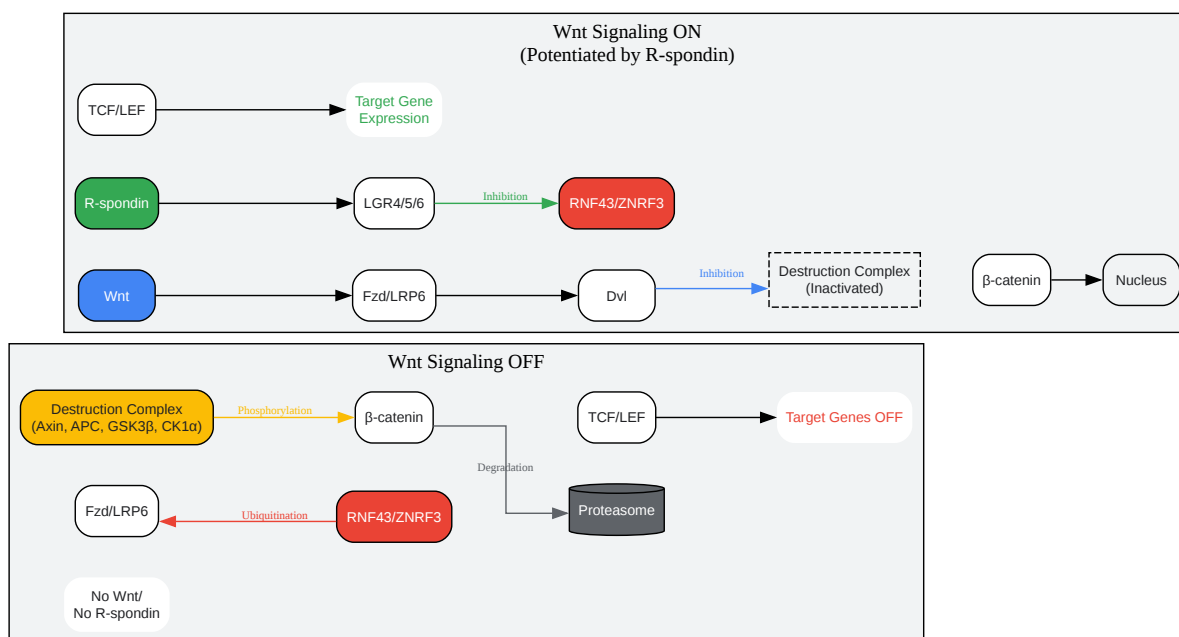 Wnt Signaling ON
(Potentiated by R-spondin)
TCF/LEF
Target Gene
Expression
R-spondin
LGR4/5/6
Inhibition
RNF43/ZNRF3
Wnt
Fzd/LRP6
Dvl
Inhibition
Destruction Complex
(Inactivated)
β-catenin
Nucleus
Wnt Signaling OFF
Destruction Complex
(Axin, APC, GSK3β, CK1α)
Phosphorylation
β-catenin
TCF/LEF
Target Genes OFF
Degradation
Fzd/LRP6
Ubiquitination
RNF43/ZNRF3
Proteasome
No Wnt/
No R-spondin